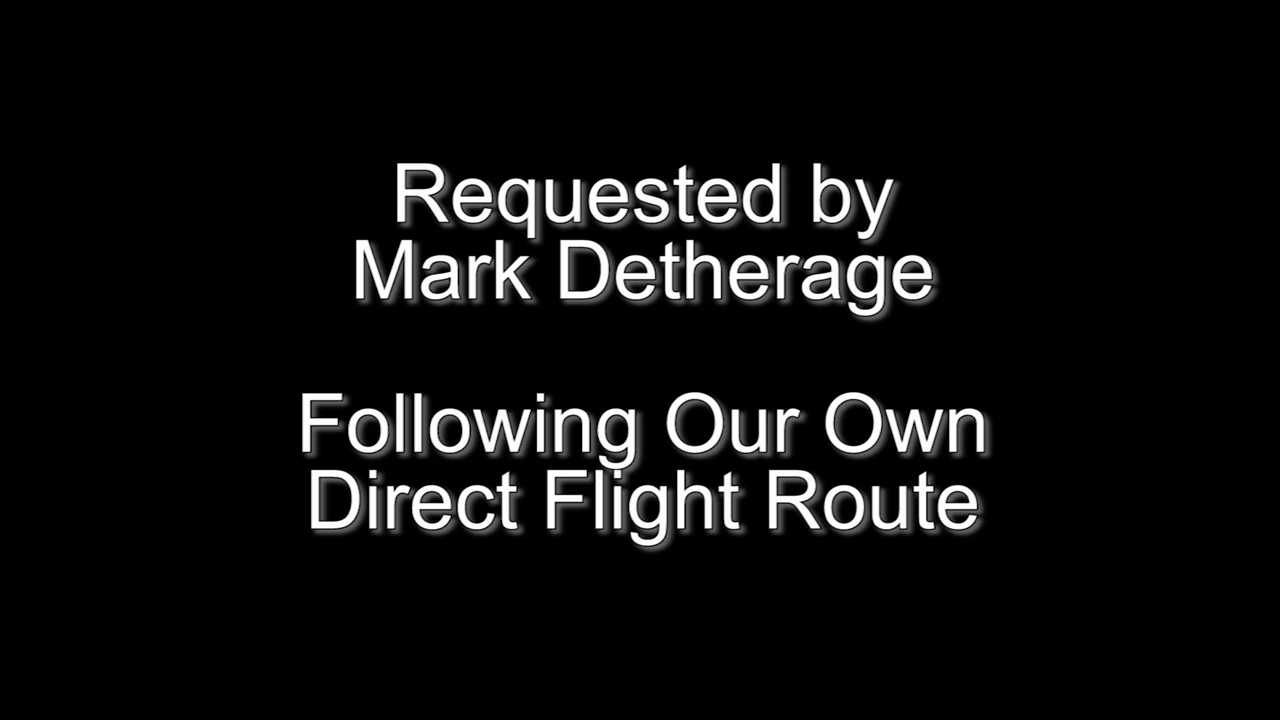 Requested by
Mark Detherage
Following Our Own
Direct Flight Route